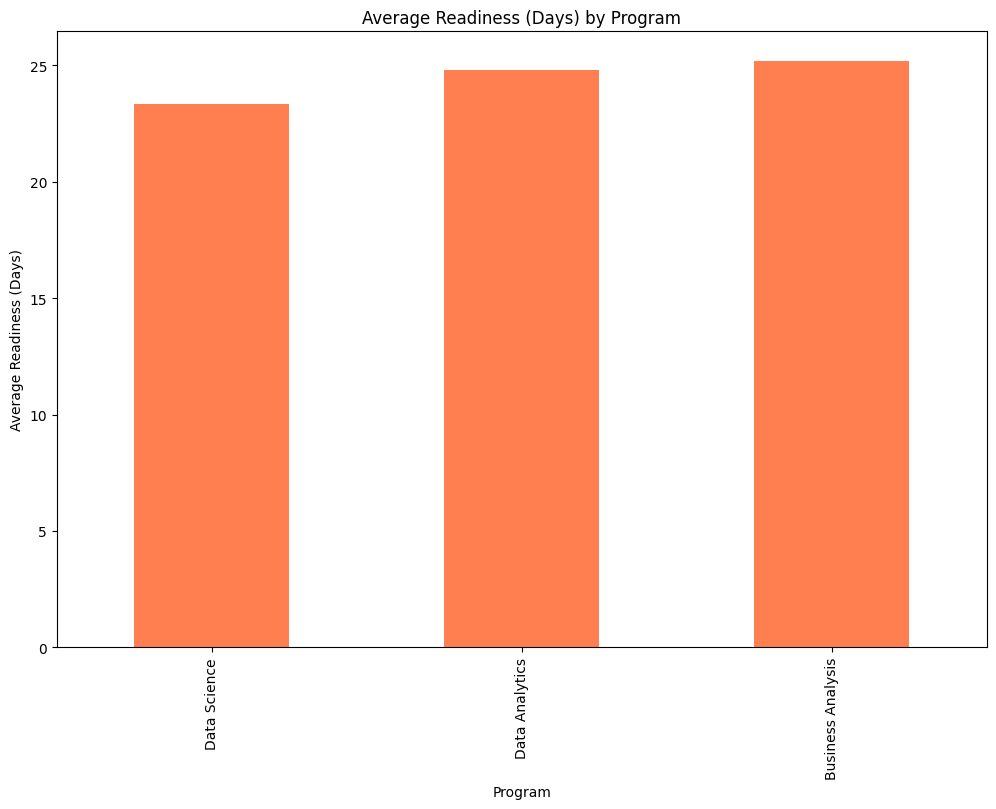 Average Readiness (Days) by Program
Average Readiness (Days)
25
20
15
10
5
0
Data Science
Data Analytics
Business Analysis
Program